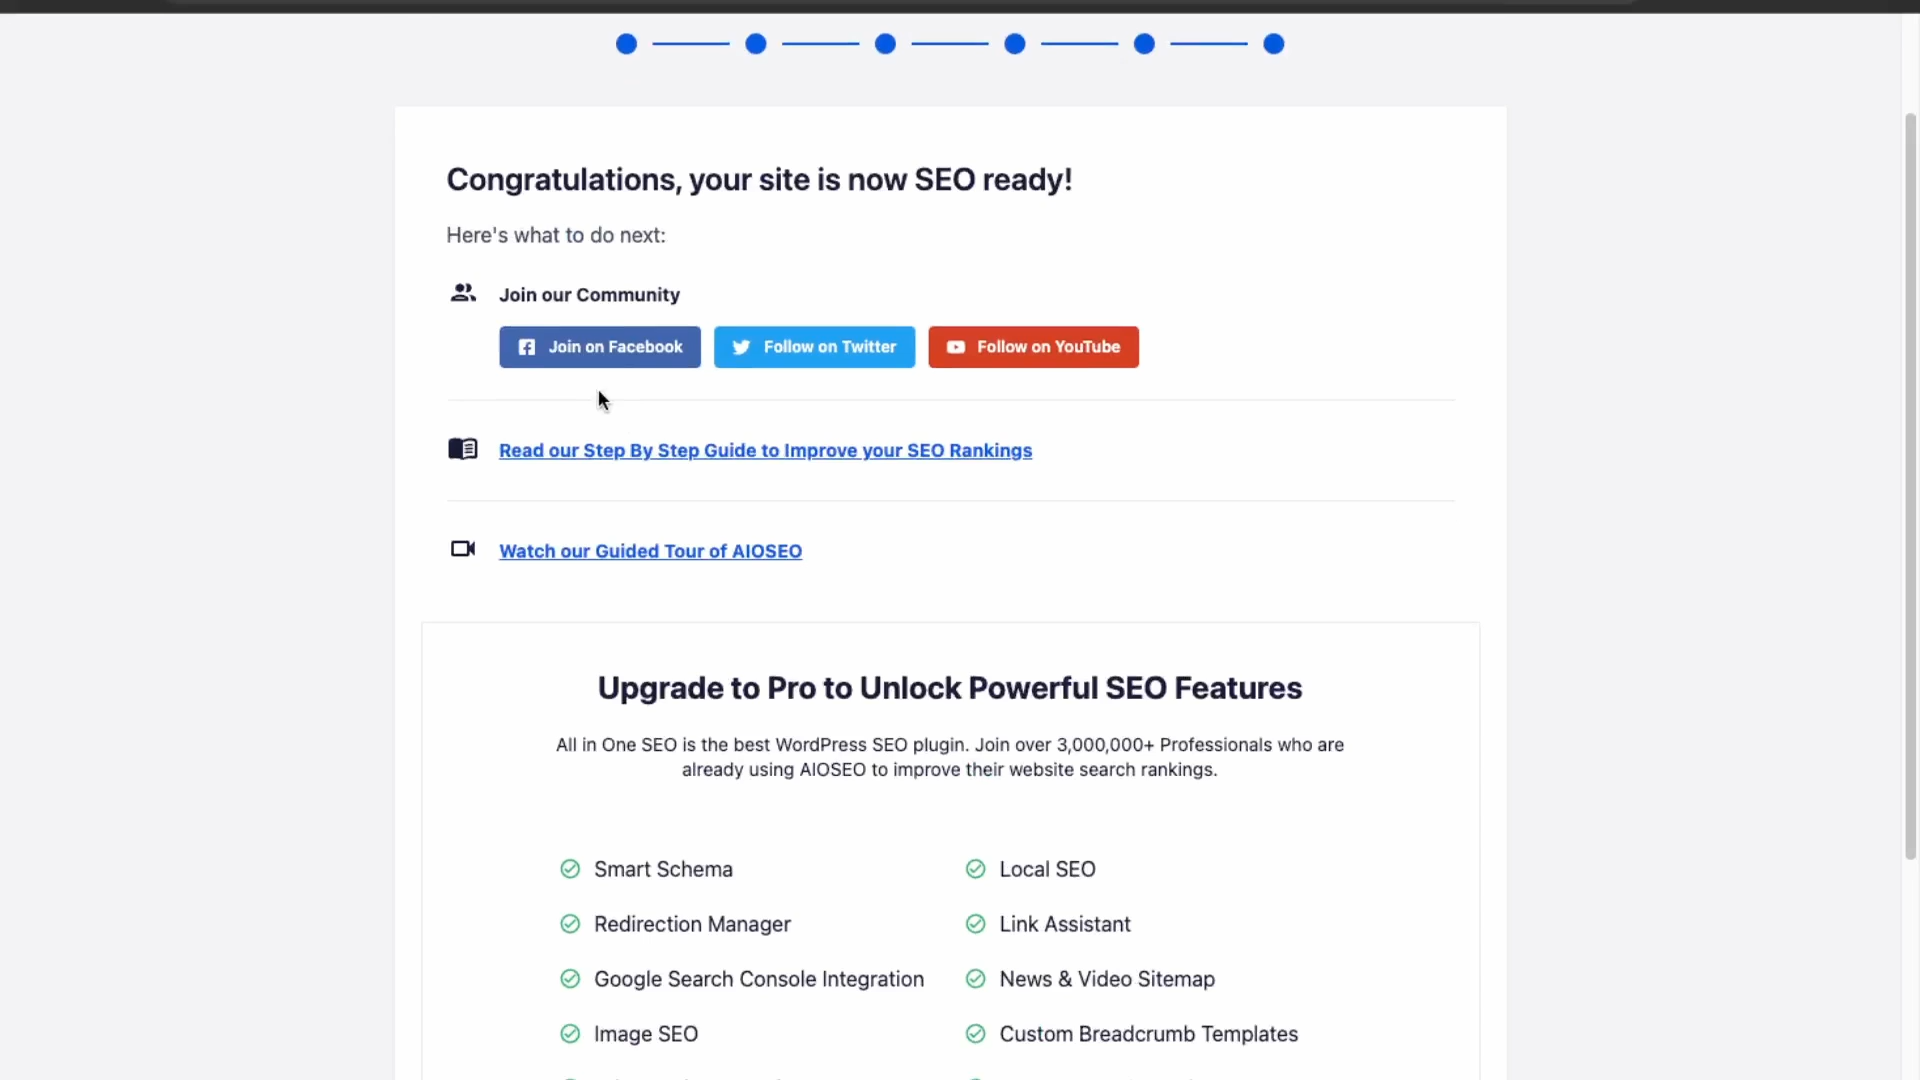 Congratulations, your site is now SEO ready!
Here's what to do next:
Join our Community
Join on Facebook
Follow on Twitter
Follow on YouTube
Read our Step By Step Guide to Improve your SEO Rankings
Watch our Guided Tour of AIOSEO
Upgrade to Pro to Unlock Powerful SEO Features
All in One SEO is the best WordPress SEO plugin. Join over 3,000,000+ Professionals who are
already using AIOSEO to improve their website search rankings.
Smart Schema
Local SEO
Redirection Manager
Link Assistant
Google Search Console Integration
News & Video Sitemap
Image SEO
Custom Breadcrumb Templates